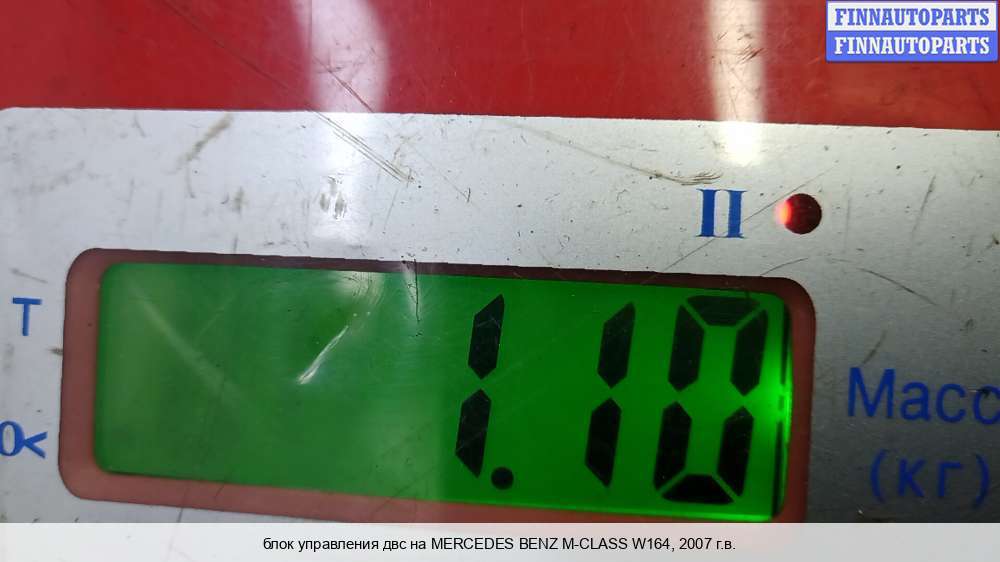 FINNAUTOPARTS
FINNAUTOPARTS
II
T
1.10
Масс
(кг)
блок управления двс на MERCEDES BENZ M-CLASS W164, 2007 г.в.